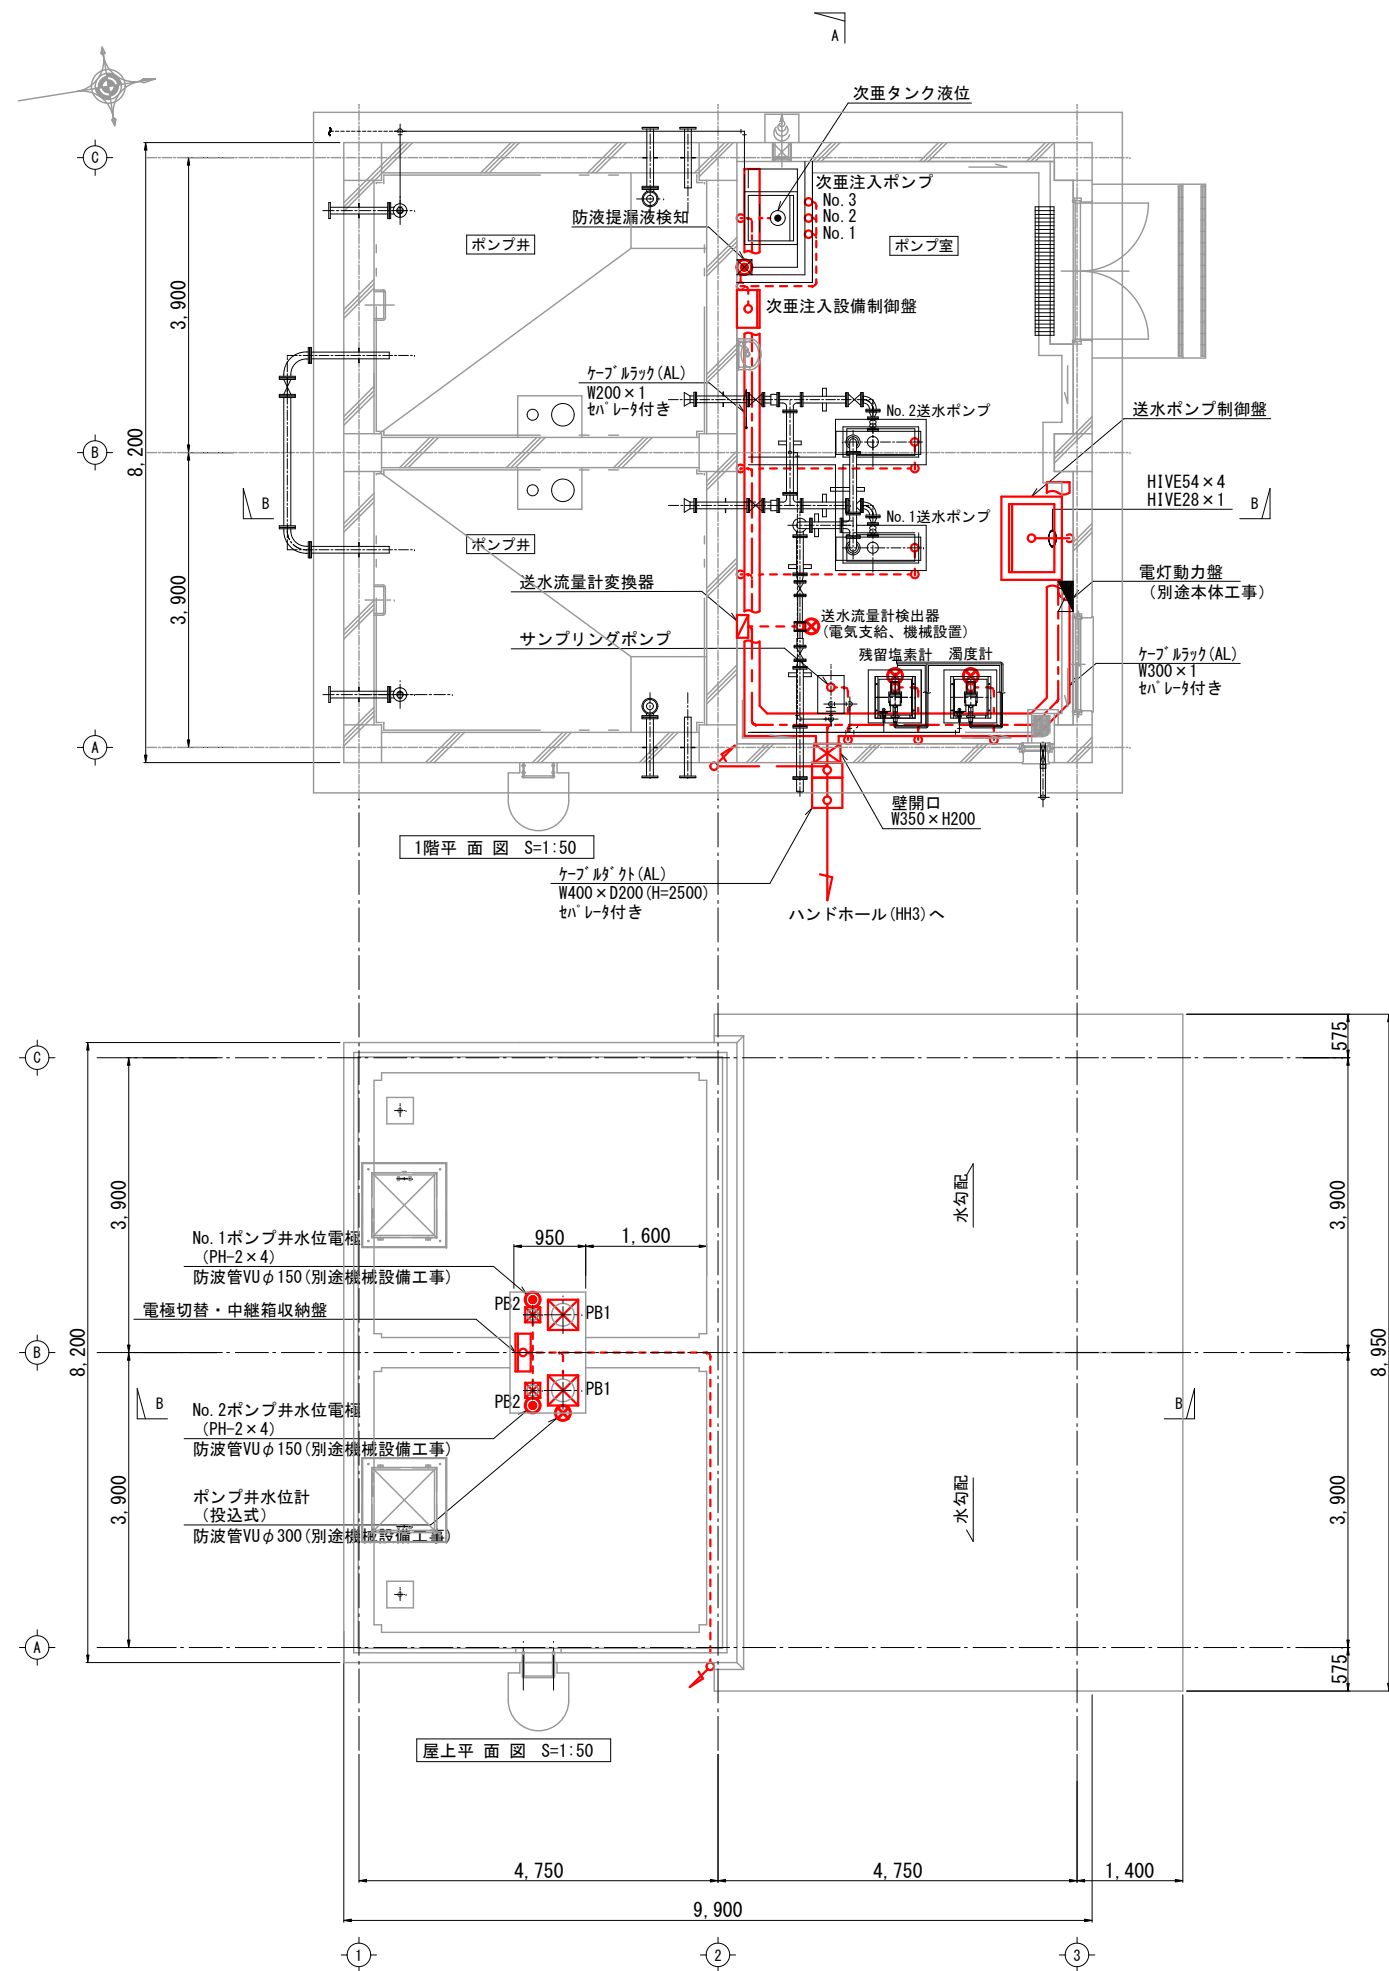 A
次亜タンク液位
C
次亜注入ポンプ
No.3
No.2
No.1
防液提漏液検知
ポンプ井
ポンプ室
3,900
次亜注入設備制御盤
ケーブルラック(AL)
W200×1
セパレータ付き
No.2送水ポンプ
送水ポンプ制御盤
8,200
B
HIVE54×4
HIVE28×1
B
B
No.1送水ポンプ
ポンプ井
3,900
送水流量計変換器
電灯動力盤
(別途本体工事)
送水流量計検出器
(電気支給、機械設置)
サンプリングポンプ
残留塩素計
濁度計
ケーブルラック(AL)
W300×1
セパレータ付き
A
壁開口
W350×H200
1階平 面 図 S=1:50
ケーブルダクト(AL)
W400×D200(H=2500)
セパレータ付き
ハンドホール(HH3)へ
575
C
3,900
水勾配
3,900
No.1ポンプ井水位電極
(PH-2×4)
防波管VUφ150(別途機械設備工事)
950
1,600
PB2
PB1
電極切替・中継箱収納盤
B
8,200
8,950
PB2
PB1
B
B
No.2ポンプ井水位電極
(PH-2×4)
防波管VUφ150(別途機械設備工事)
3,900
水勾配
3,900
ポンプ井水位計
(投込式)
防波管VUφ300(別途機械設備工事)
A
575
屋上平 面 図 S=1:50
4,750
4,750
1,400
9,900
1
2
3